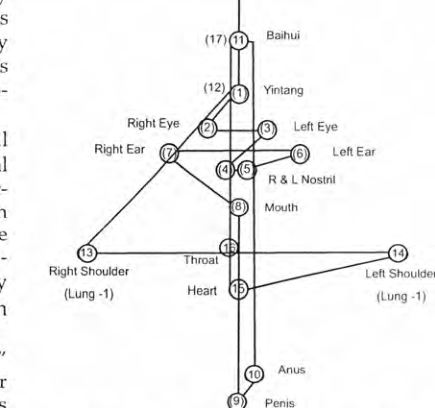 (17) 11 Baihui
(12) 1 Yintang
Right Eye 2 3 Left Eye
Right Ear 7 6 Left Ear
4 5 R & L Nostril
8 Mouth
16
Throat
13 14
Right Shoulder Left Shoulder
(Lung -1) (Lung -1)
Heart 15
10 Anus
9 Penis